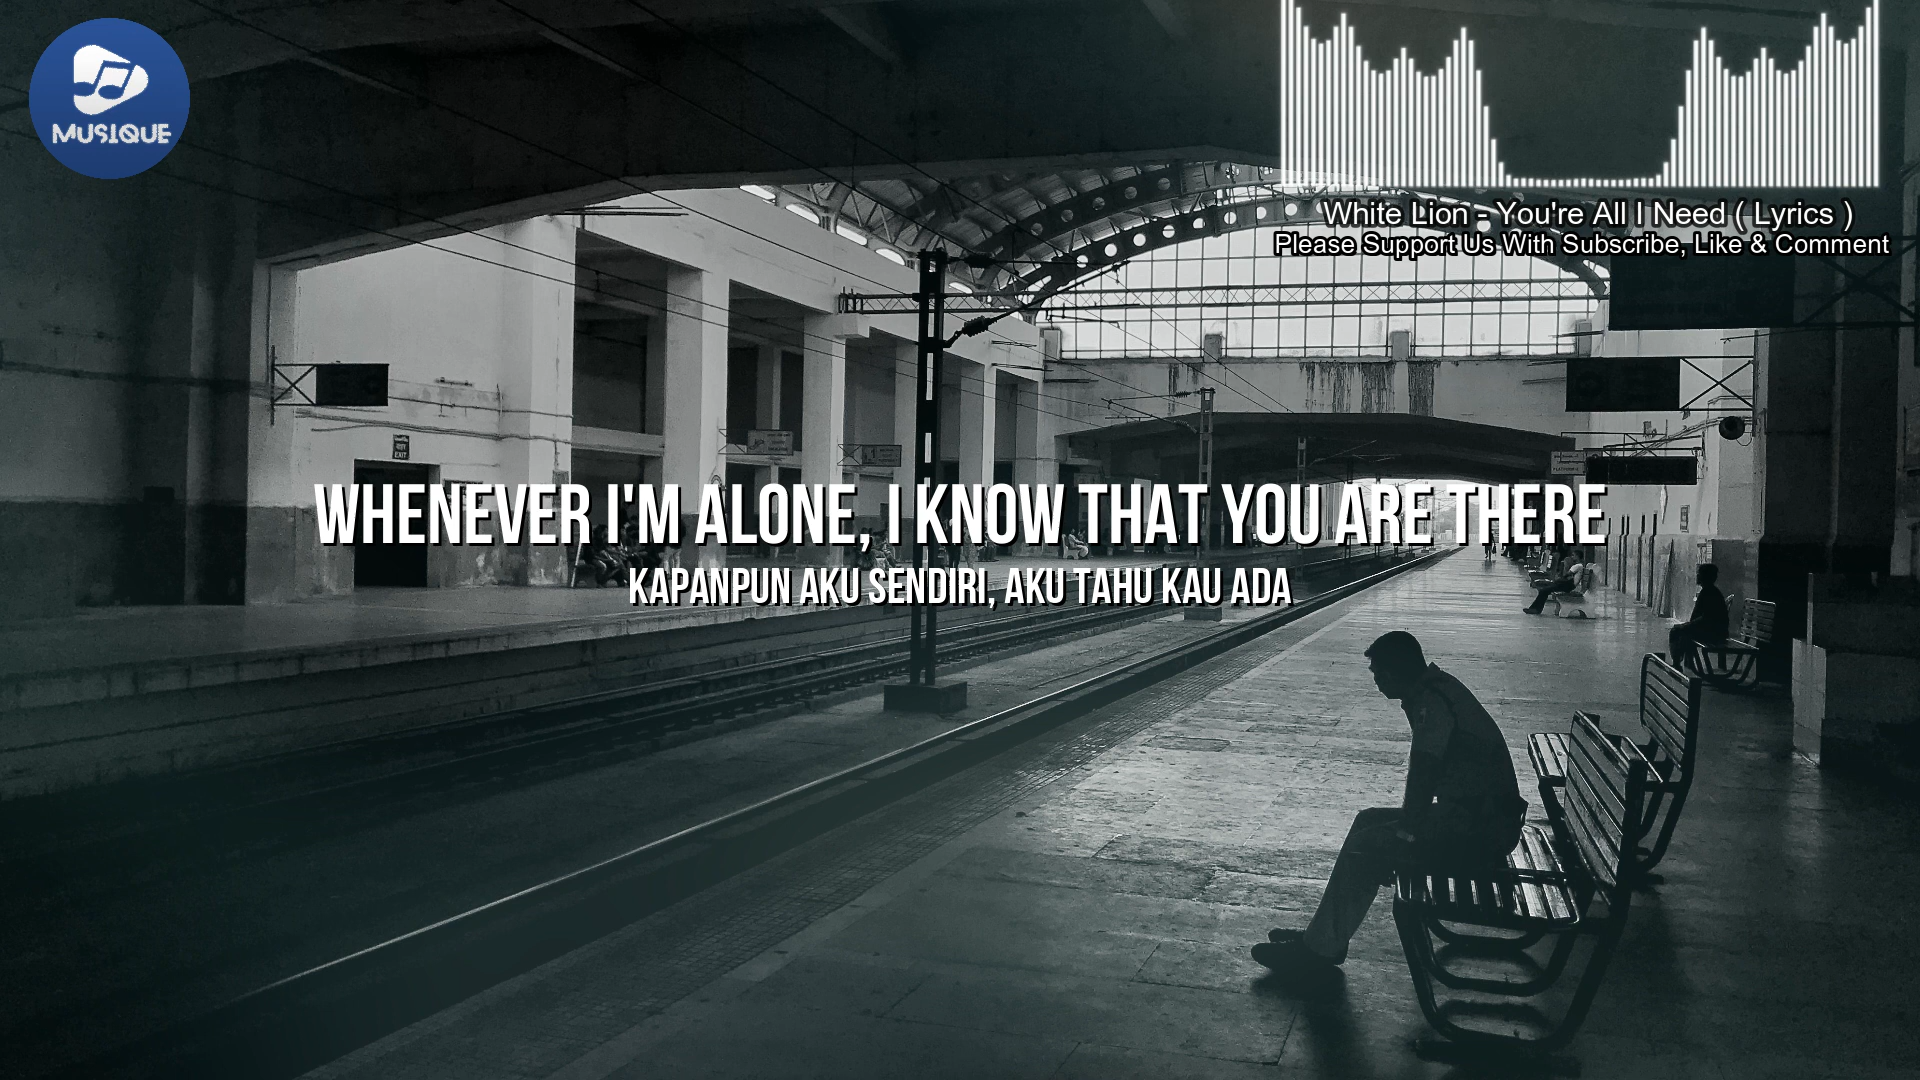 MUSIQUE
White Lion - You're All I Need ( Lyrics )
Please Support Us With Subscribe, Like & Comment
EXIT
WHENEVER I'M ALONE, I KNOW THAT YOU ARE THERE
KAPANPUN AKU SENDIRI, AKU TAHU KAU ADA